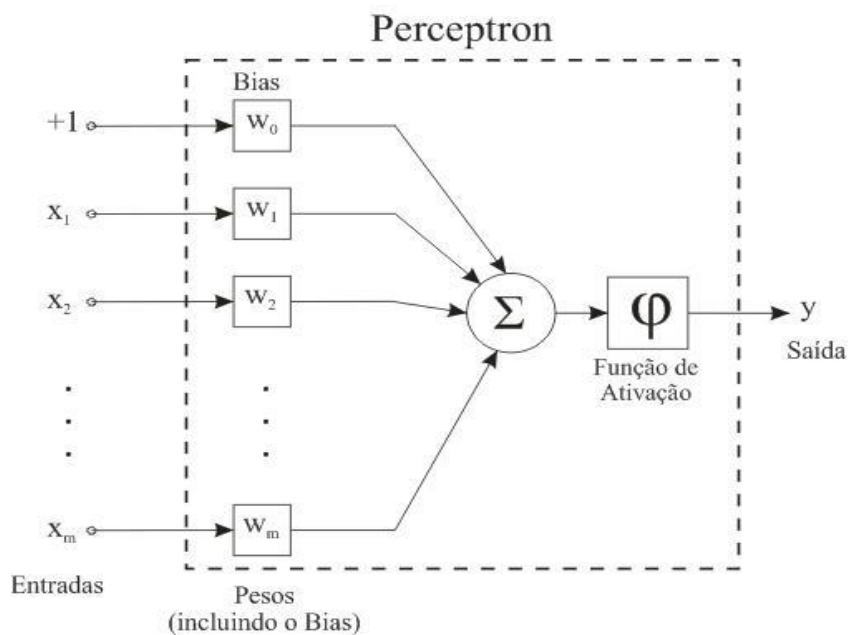 Perceptron
Bias
+1
w₀
x₁
w₁
x₂
w₂
Σ
φ
y
Saída
Função de
Ativação
xₘ
wₘ
Entradas
Pesos
(incluindo o Bias)